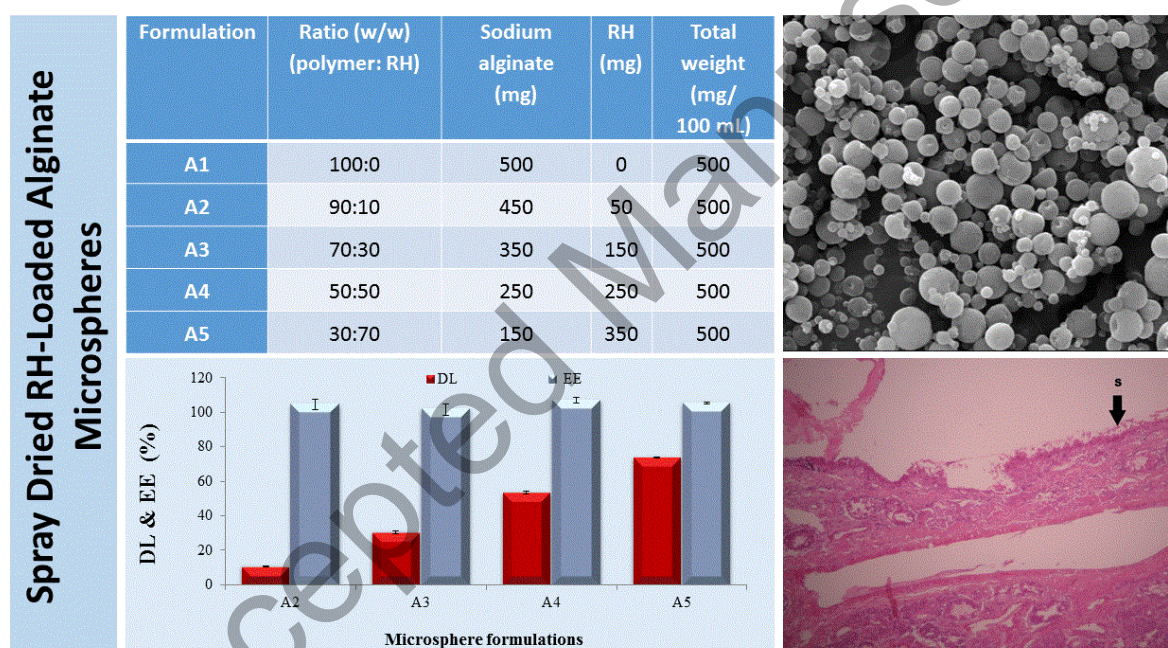 Spray Dried RH-Loaded Alginate
Microspheres
Formulation Ratio (w/w) Sodium RH Total
(polymer: RH) alginate (mg) weight
(mg) (mg/
100 mL)
A1 100:0 500 0 500
A2 90:10 450 50 500
A3 70:30 350 150 500
A4 50:50 250 250 500
A5 30:70 150 350 500
DL EE
DL & EE (%)
120
100
80
60
40
20
0
A2 A3 A4 A5
Microsphere formulations
s